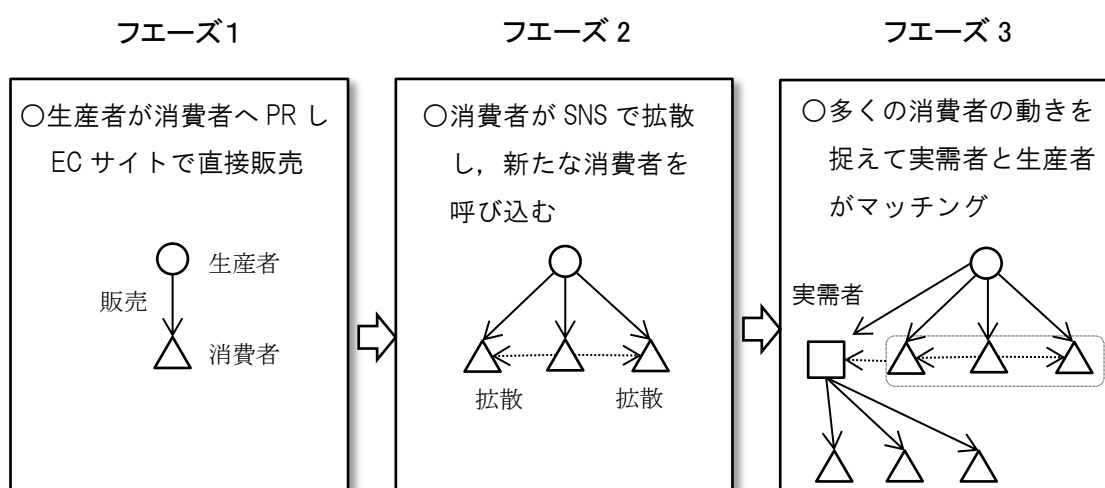 フエーズ1
○生産者が消費者へ PR し
EC サイトで直接販売
生産者
販売
消費者
フエーズ 2
○消費者が SNS で拡散
し，新たな消費者を
呼び込む
拡散
拡散
フエーズ 3
○多くの消費者の動きを
捉えて実需者と生産者
がマッチング
実需者